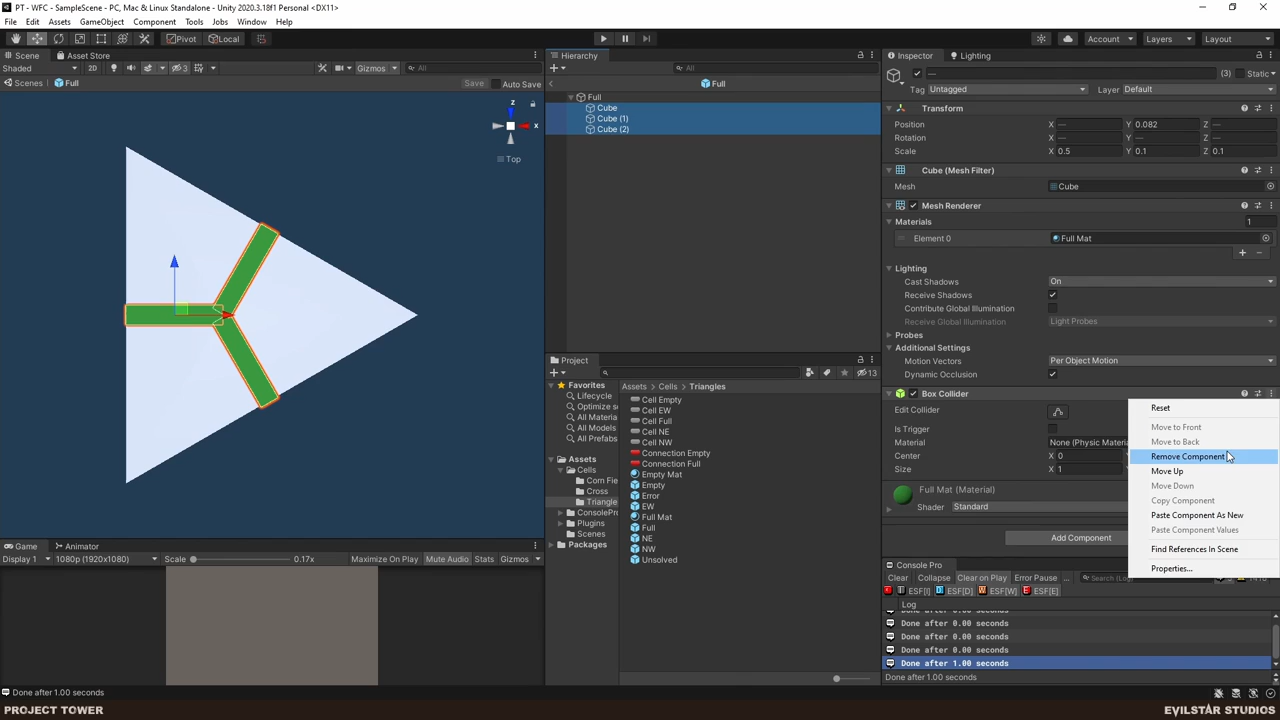 PT - WFC - SampleScene - PC, Mac & Linux Standalone - Unity 2020.3.18f1 Personal <DX11>
File Edit Assets GameObject Component Tools Jobs Window Help
Pivot Local Account Layers Layout
Scene Asset Store
Shaded 2D 3 Gizmos All
Scenes Full Save Auto Save
z
x
Top
Hierarchy
All
Full
Full
Cube
Cube (1)
Cube (2)
Project
13
Favorites
Lifecycle
Optimize s
All Material
All Models
All Prefabs
Assets
Cells
Corn Fie
Cross
Triangle
ConsolePro
Plugins
Scenes
Packages
Assets Cells Triangles
Cell Empty
Cell EW
Cell Full
Cell NE
Cell NW
Connection Empty
Connection Full
Empty Mat
Empty
Error
EW
Full Mat
Full
NE
NW
Unsolved
Inspector Lighting
— (3) Static
Tag Untagged Layer Default
Transform
Position X — Y 0.082 Z —
Rotation X — Y — Z —
Scale X 0.5 Y 0.1 Z 0.1
Cube (Mesh Filter)
Mesh Cube
Mesh Renderer
Materials 1
Element 0 Full Mat
Lighting
Cast Shadows On
Receive Shadows
Contribute Global Illumination
Receive Global Illumination Light Probes
Probes
Additional Settings
Motion Vectors Per Object Motion
Dynamic Occlusion
Box Collider
Edit Collider
Is Trigger
Material None (Physic Materia
Center X 0
Size X 1
Full Mat (Material)
Shader Standard
Add Component
Reset
Move to Front
Move to Back
Remove Component
Move Up
Move Down
Copy Component
Paste Component As New
Paste Component Values
Find References In Scene
Properties...
Game Animator
Display 1 1080p (1920x1080) Scale 0.17x Maximize On Play Mute Audio Stats Gizmos
Console Pro
Clear Collapse Clear on Play Error Pause ...
ESF[!] ESF[D] ESF[W] ESF[E]
Log
Done after 0.00 seconds
Done after 0.00 seconds
Done after 0.00 seconds
Done after 1.00 seconds
Done after 1.00 seconds
Done after 1.00 seconds
PROJECT TOWER EVILSTAR STUDIOS